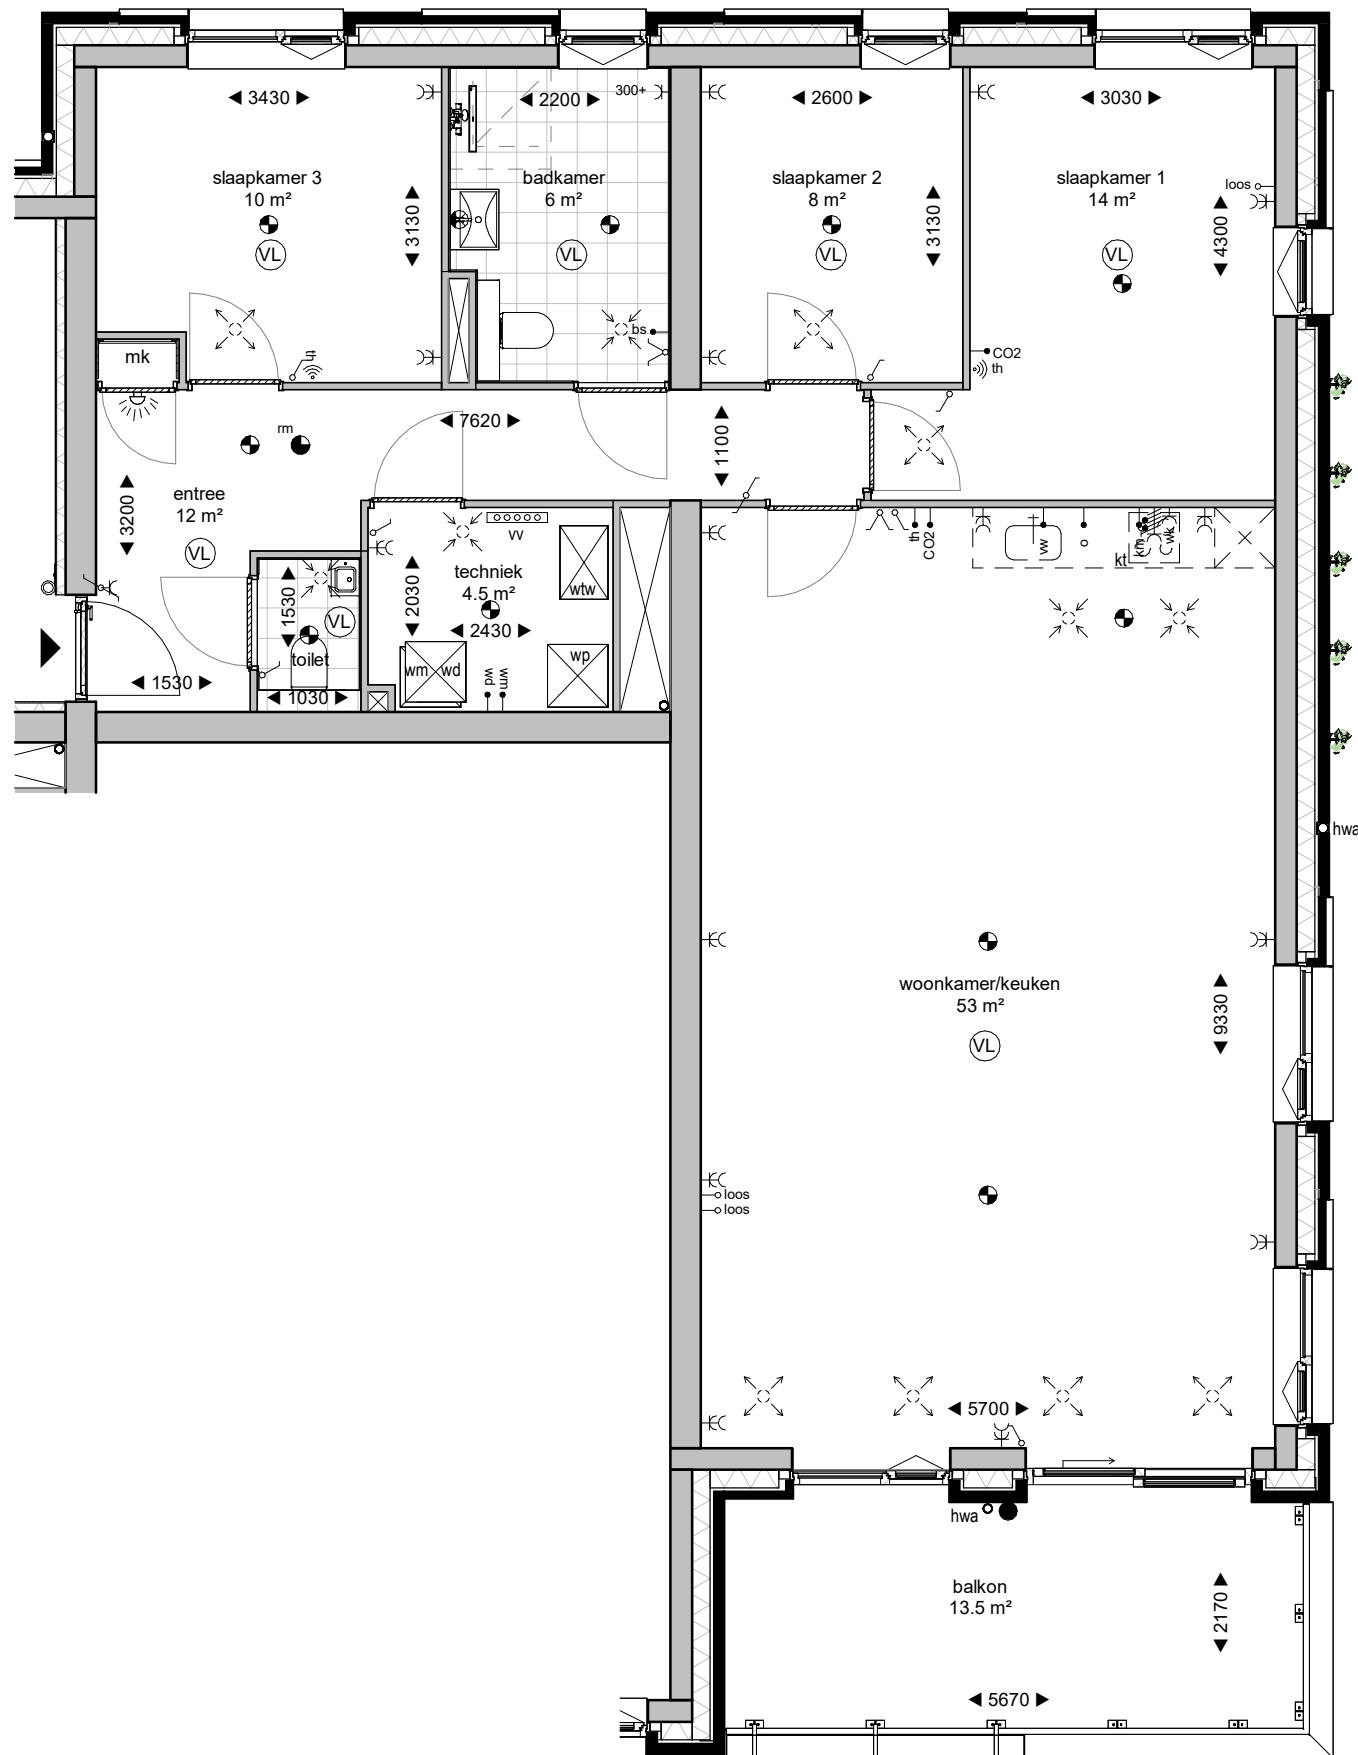 3430
2200
300+
2600
3030
slaapkamer 3
10 m²
VL
3130
badkamer
6 m²
VL
bs
slaapkamer 2
8 m²
VL
3130
slaapkamer 1
14 m²
VL
loos
4300
mk
th
CO2
th
7620
1100
rm
entree
12 m²
VL
3200
1530
1530
VL
toilet
1030
vv
techniek
4.5 m²
2030
2430
wtw
wp
wm
wd
wd
wm
th
CO2
vw
km
wk
kt
hwa
woonkamer/keuken
53 m²
VL
9330
loos
loos
5700
hwa
balkon
13.5 m²
2170
5670